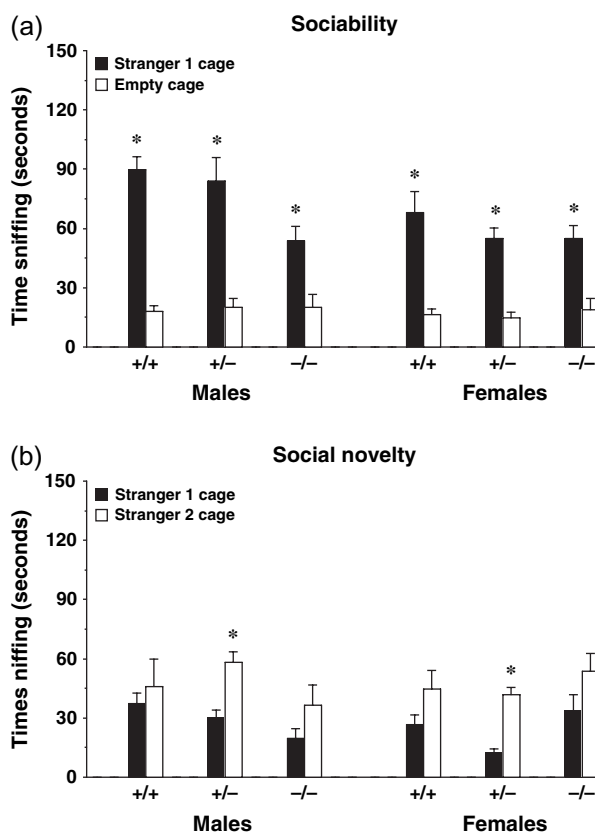 (a)
Sociability
150
Stranger 1 cage
Empty cage
120
* * * * * *
90
60
30
0
Time sniffing (seconds)
+/+ +/− −/− +/+ +/− −/−
Males Females
(b)
Social novelty
150
Stranger 1 cage
Stranger 2 cage
120
90
* *
60
30
0
Times niffing (seconds)
+/+ +/− −/− +/+ +/− −/−
Males Females